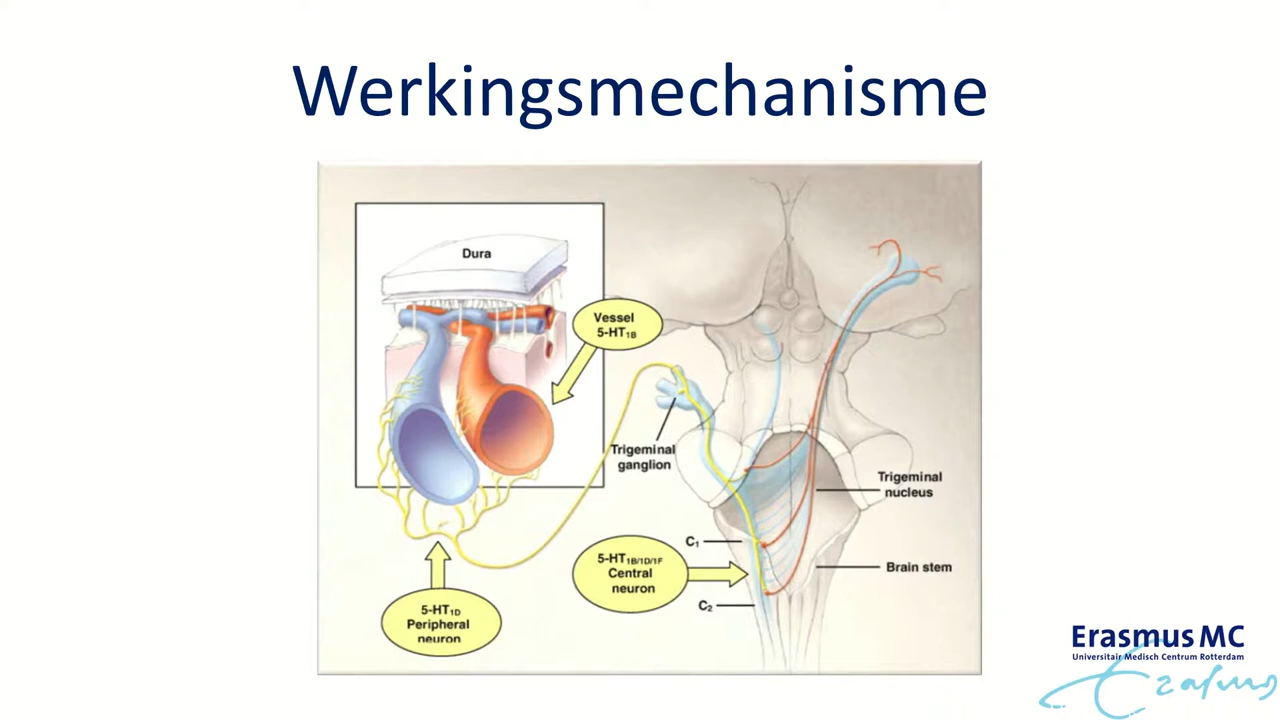 Werkingsmechanisme
Dura
Vessel
5-HT1B
Trigeminal
ganglion
Trigeminal
nucleus
C1
5-HT1B/1D/1F
Central
neuron
Brain stem
C2
5-HT1D
Peripheral
neuron
Erasmus MC
Universitair Medisch Centrum Rotterdam
Erasmus